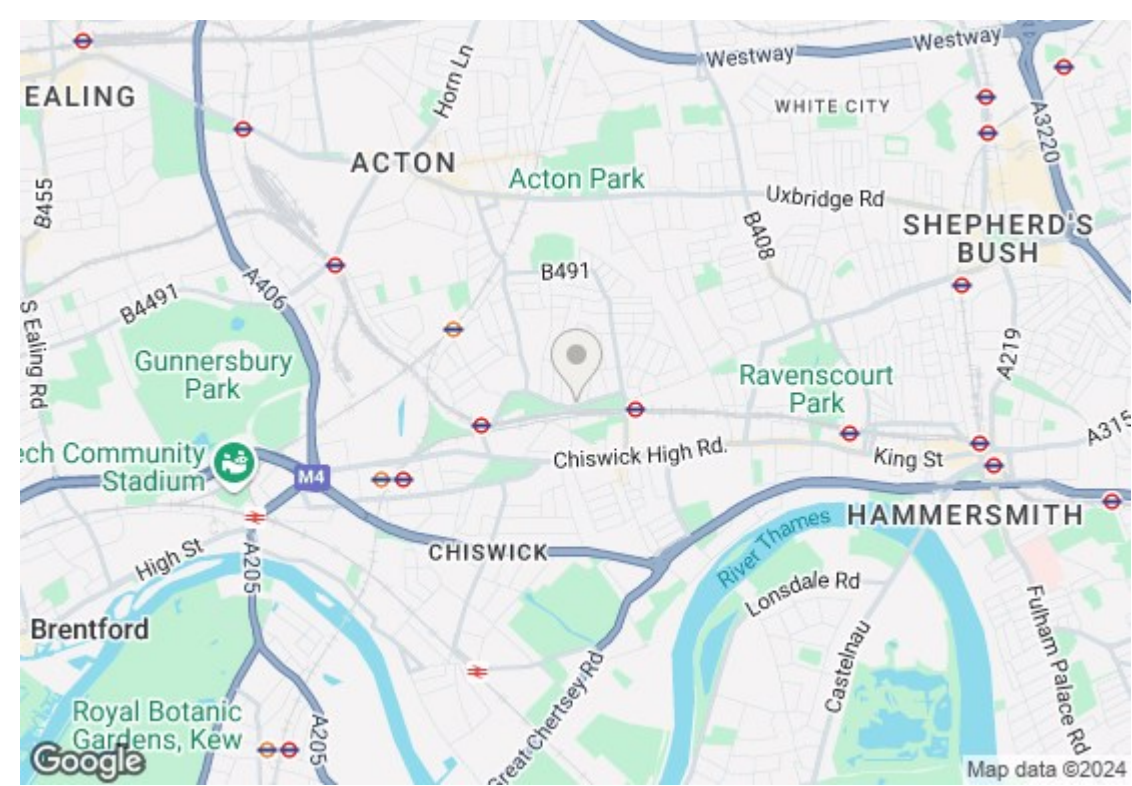 Westway
Westway
Horn Ln
EALING
WHITE CITY
A3220
ACTON
Acton Park
Uxbridge Rd
B455
B408
SHEPHERD'S
BUSH
B491
A406
B4491
S Ealing Rd
Gunnersbury
Park
A219
Ravenscourt
Park
A315
ech Community
Stadium
Chiswick High Rd.
King St
M4
HAMMERSMITH
River Thames
High St
CHISWICK
A205
Lonsdale Rd
Brentford
Fulham Palace Rd
Castelnau
Great Chertsey Rd
Royal Botanic
Gardens, Kew
A205
Google
Map data ©2024